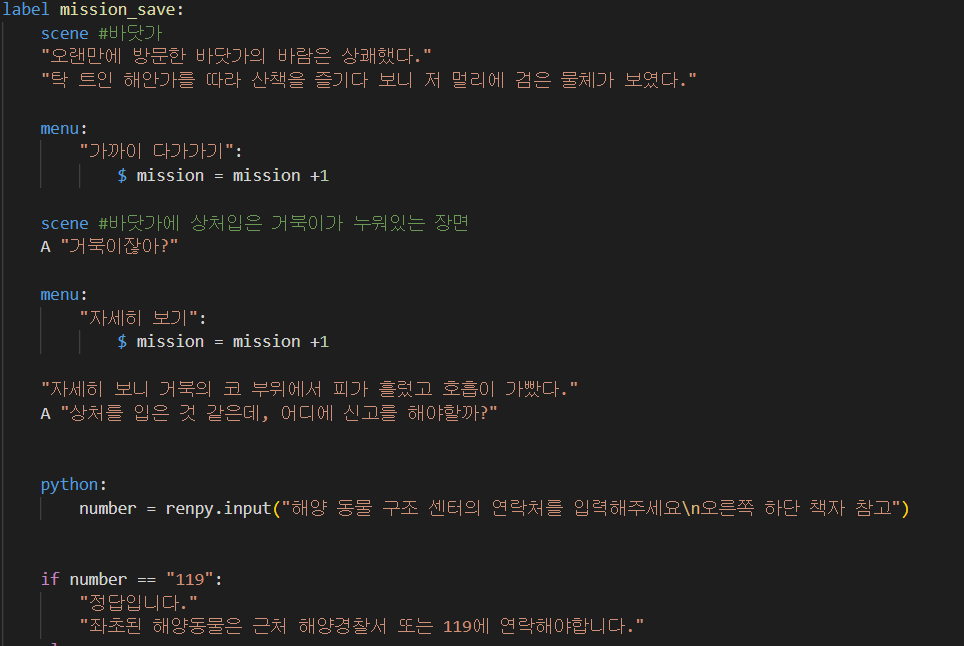 label mission_save:
scene #바닷가
"오랜만에 방문한 바닷가의 바람은 상쾌했다."
"탁 트인 해안가를 따라 산책을 즐기다 보니 저 멀리에 검은 물체가 보였다."
menu:
"가까이 다가가기":
$ mission = mission +1
scene #바닷가에 상처입은 거북이가 누워있는 장면
A "거북이잖아?"
menu:
"자세히 보기":
$ mission = mission +1
"자세히 보니 거북의 코 부위에서 피가 흘렀고 호흡이 가빴다."
A "상처를 입은 것 같은데, 어디에 신고를 해야할까?"
python:
number = renpy.input("해양 동물 구조 센터의 연락처를 입력해주세요\n오른쪽 하단 책자 참고")
if number == "119":
"정답입니다."
"좌초된 해양동물은 근처 해양경찰서 또는 119에 연락해야합니다."